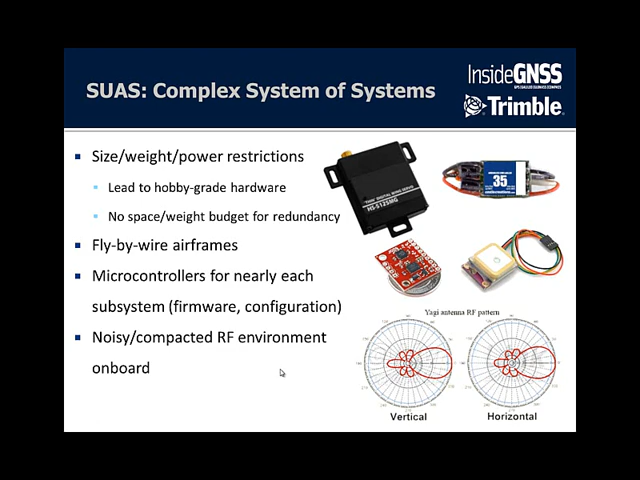 InsideGNSS
SUAS: Complex System of Systems
Trimble
Size/weight/power restrictions
Lead to hobby-grade hardware
No space/weight budget for redundancy
Fly-by-wire airframes
Microcontrollers for nearly each
subsystem (firmware, configuration)
Noisy/compacted RF environment
onboard
HS-5125MG
35
Yagi antenna RF pattern
Vertical
Horizontal